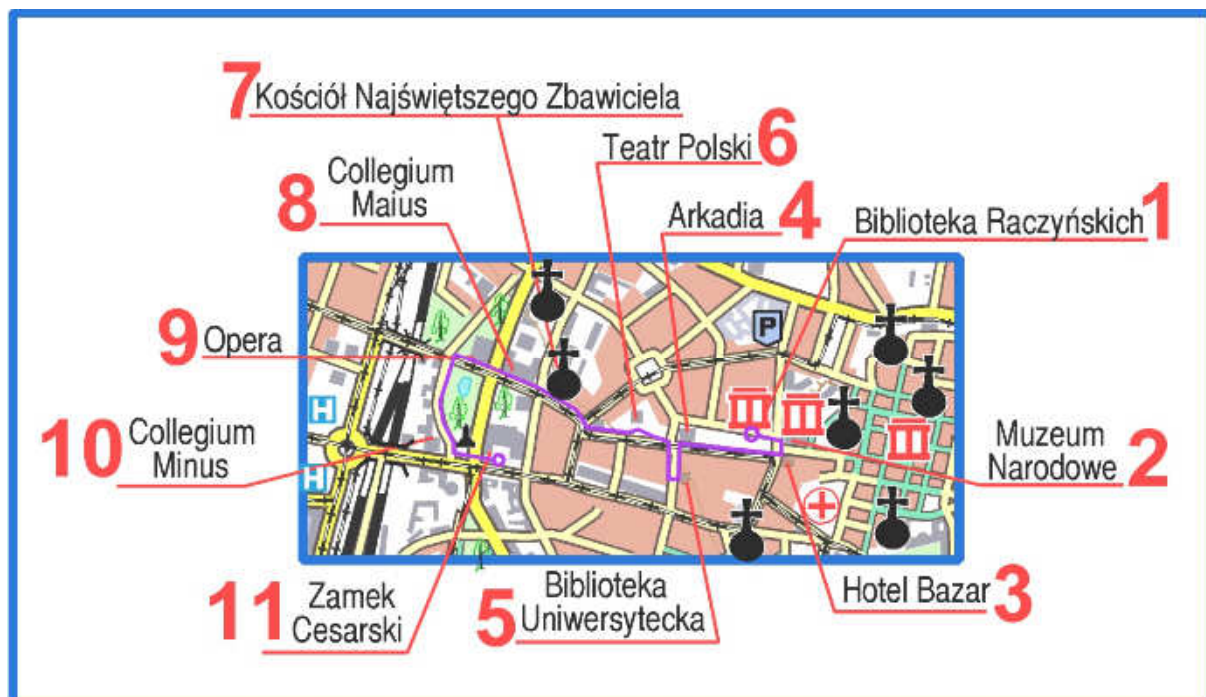 7 Kościół Najświętszego Zbawiciela
Teatr Polski 6
8 Collegium
Maius
Arkadia 4
Biblioteka Raczyńskich 1
P
9 Opera
H
10 Collegium
Minus
Muzeum
Narodowe 2
H
11 Zamek
Cesarski
5 Biblioteka
Uniwersytecka
Hotel Bazar 3